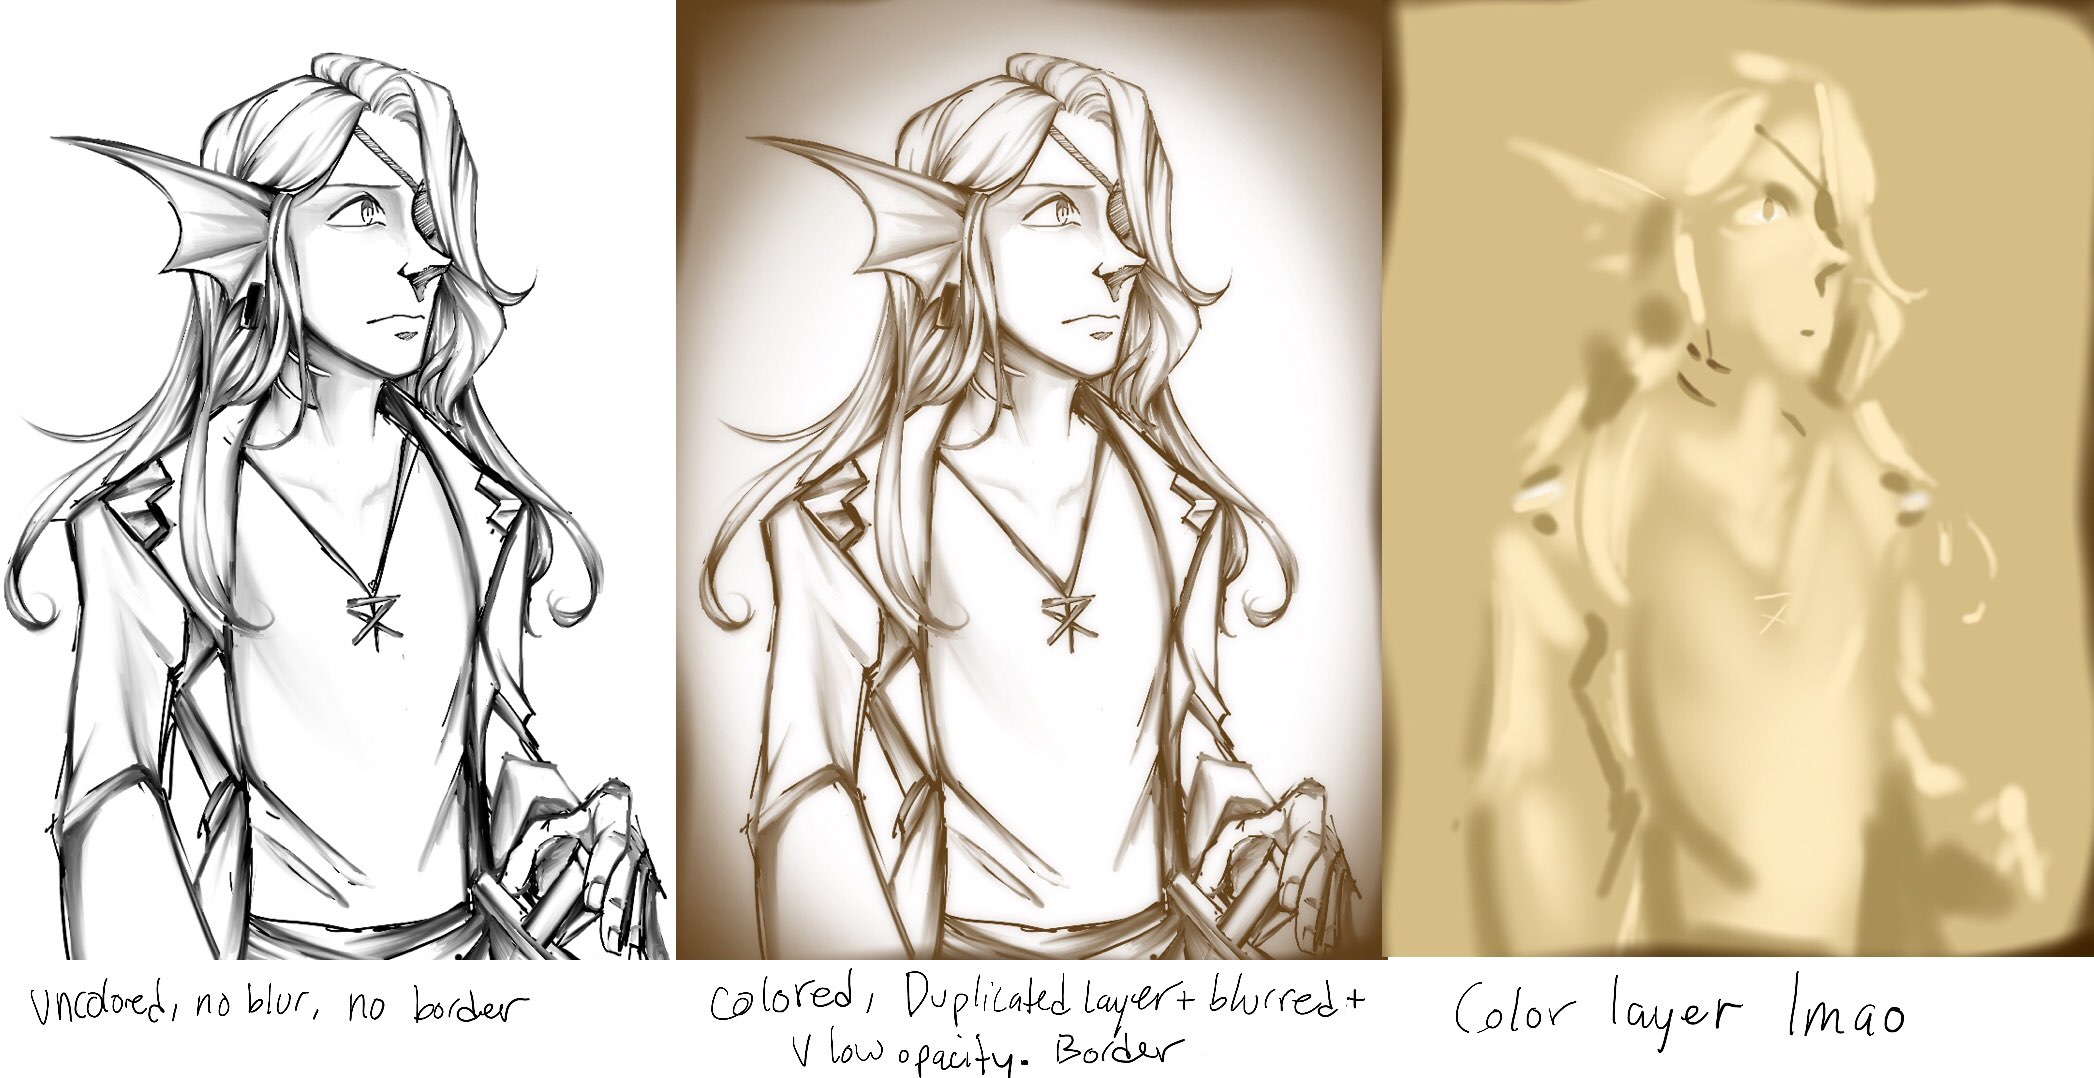 Uncolored, no blur, no border
Colored, Duplicated layer + blurred +
V low opacity. Border
Color layer lmao